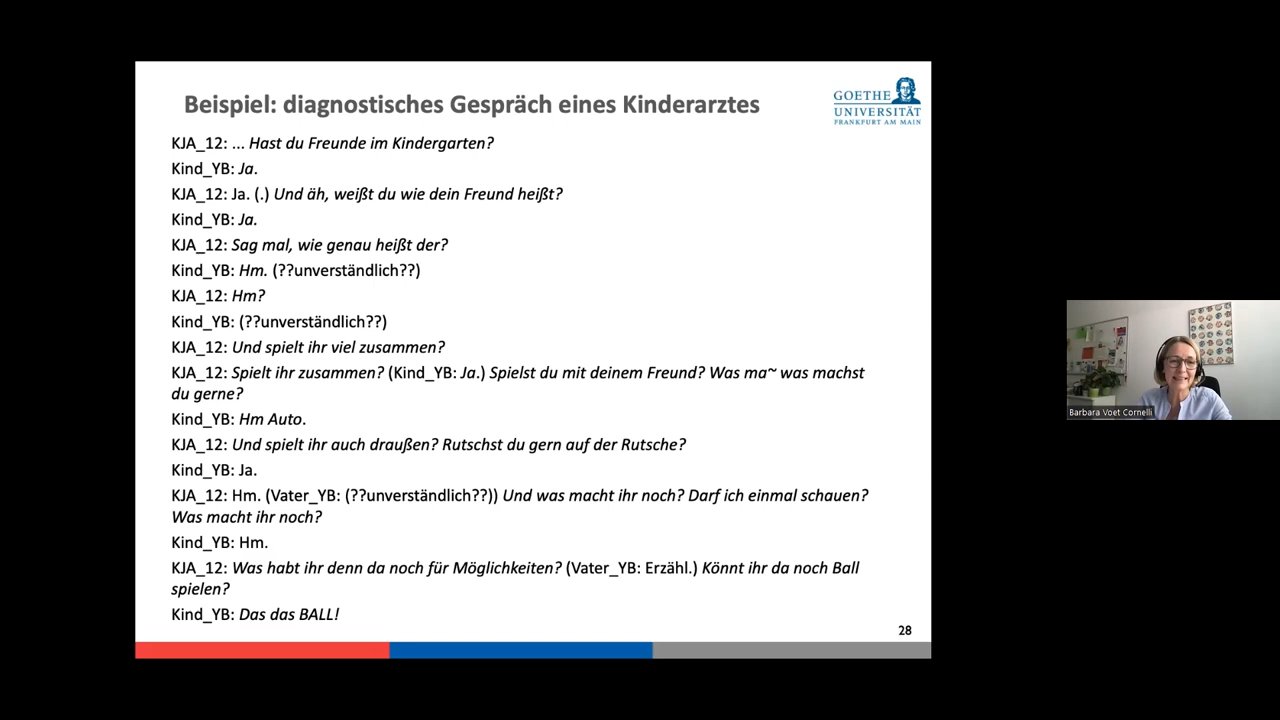 Beispiel: diagnostisches Gespräch eines Kinderarztes
GOETHE
UNIVERSITÄT
FRANKFURT AM MAIN
KJA_12: ... Hast du Freunde im Kindergarten?
Kind_YB: Ja.
KJA_12: Ja. (.) Und äh, weißt du wie dein Freund heißt?
Kind_YB: Ja.
KJA_12: Sag mal, wie genau heißt der?
Kind_YB: Hm. (??unverständlich??)
KJA_12: Hm?
Kind_YB: (??unverständlich??)
KJA_12: Und spielt ihr viel zusammen?
KJA_12: Spielt ihr zusammen? (Kind_YB: Ja.) Spielst du mit deinem Freund? Was ma~ was machst
du gerne?
Kind_YB: Hm Auto.
KJA_12: Und spielt ihr auch draußen? Rutschst du gern auf der Rutsche?
Kind_YB: Ja.
KJA_12: Hm. (Vater_YB: (??unverständlich??)) Und was macht ihr noch? Darf ich einmal schauen?
Was macht ihr noch?
Kind_YB: Hm.
KJA_12: Was habt ihr denn da noch für Möglichkeiten? (Vater_YB: Erzähl.) Könnt ihr da noch Ball
spielen?
Kind_YB: Das das BALL!
28
Barbara Voet Cornelli